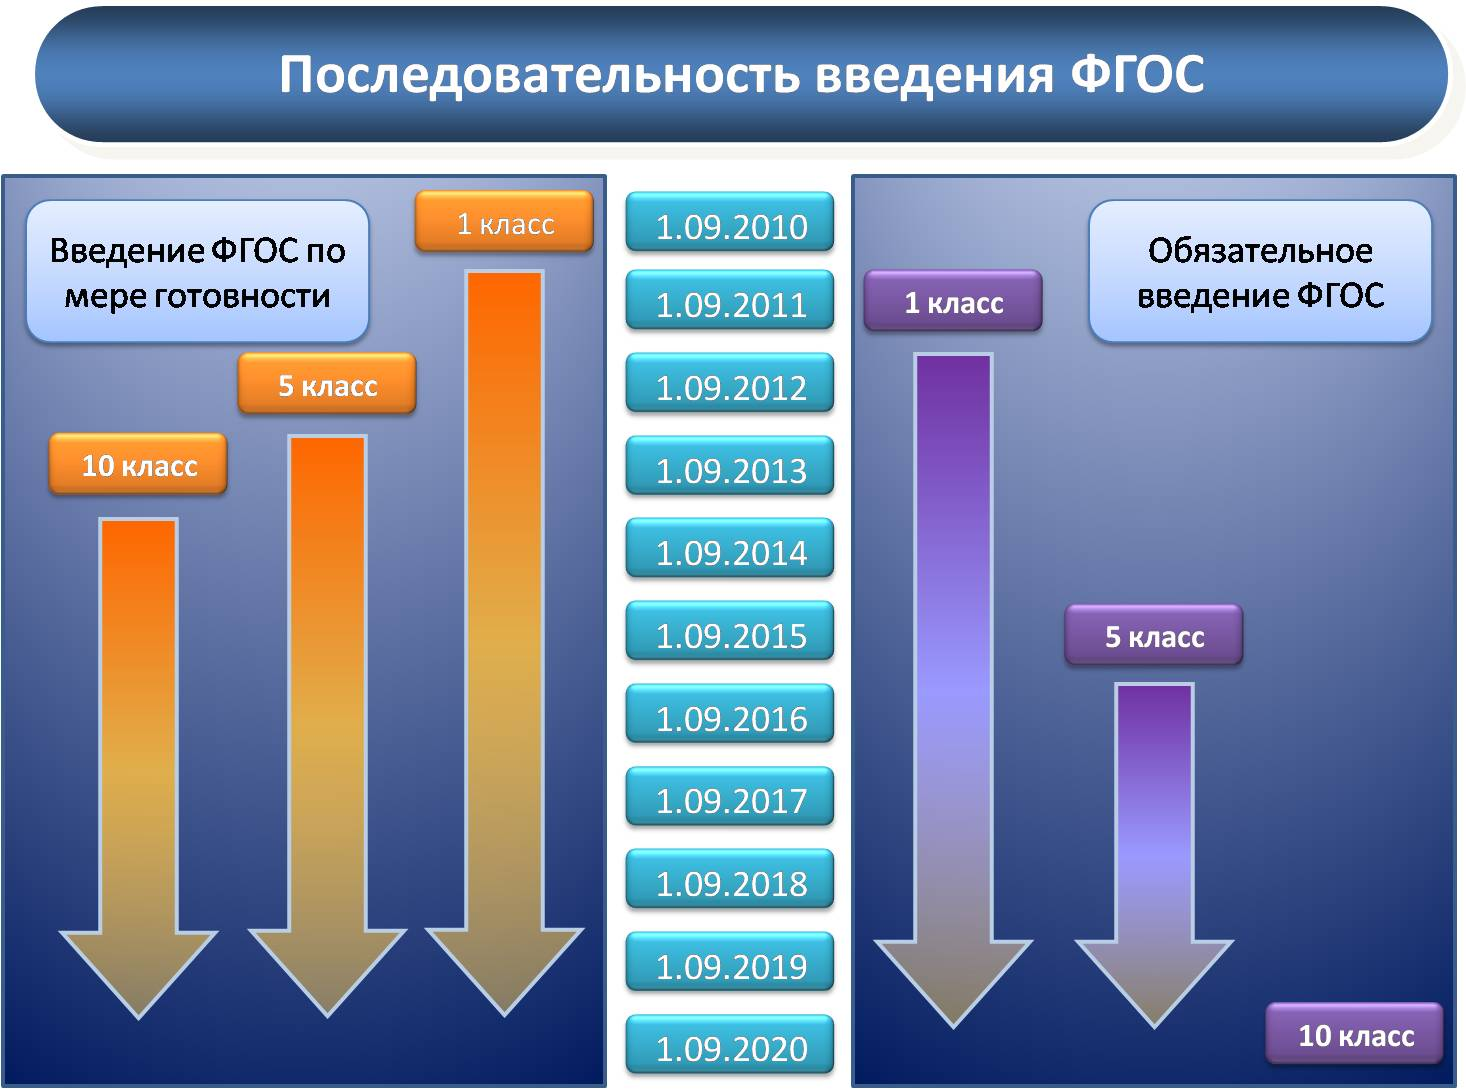 Последовательность введения ФГОС
Введение ФГОС по
мере готовности
1 класс
5 класс
10 класс
1.09.2010
1.09.2011
1.09.2012
1.09.2013
1.09.2014
1.09.2015
1.09.2016
1.09.2017
1.09.2018
1.09.2019
1.09.2020
Обязательное
введение ФГОС
1 класс
5 класс
10 класс